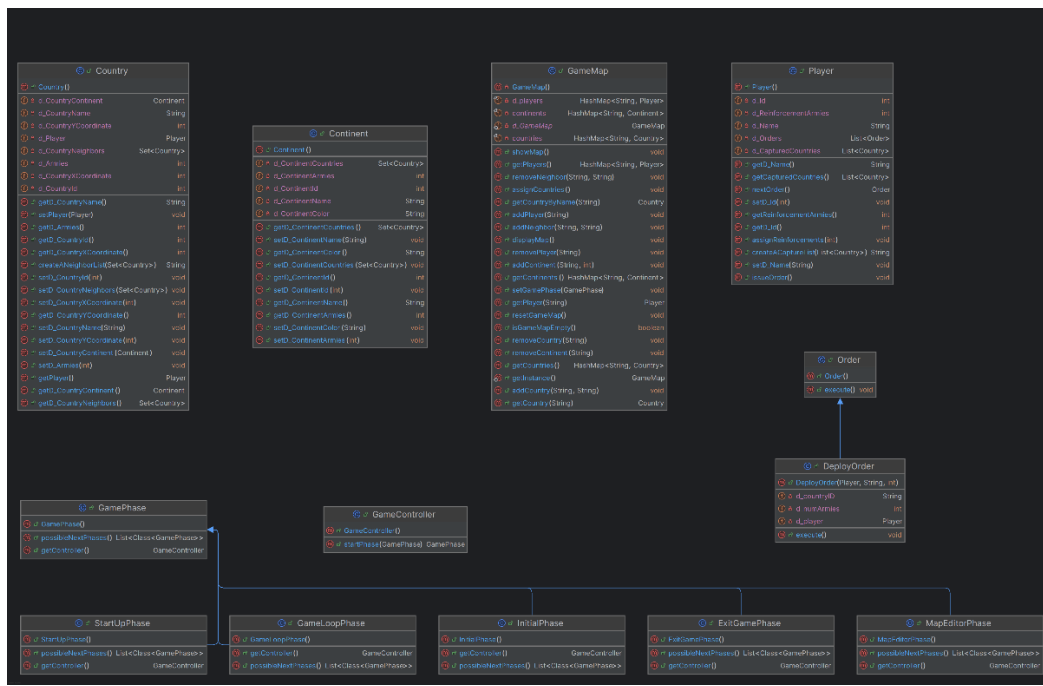 Country
Country()
d_CountryContinent Continent
d_CountryName String
d_CountryYCoordinate int
d_Player Player
d_CountryNeighbors Set<Country>
d_Armies int
d_CountryXCoordinate int
d_CountryId int
getD_CountryName() String
setPlayer(Player) void
getD_Armies() int
getD_CountryId() int
getD_CountryXCoordinate() int
createANeighborList(Set<Country>) String
setD_CountryId(int) void
setD_CountryNeighbors(Set<Country>) void
setD_CountryXCoordinate(int) void
getD_CountryYCoordinate() int
setD_CountryName(String) void
setD_CountryYCoordinate(int) void
setD_CountryContinent(Continent) void
setD_Armies(int) void
getPlayer() Player
getD_CountryContinent() Continent
getD_CountryNeighbors() Set<Country>
Continent
Continent()
d_ContinentCountries Set<Country>
d_ContinentArmies int
d_ContinentId int
d_ContinentName String
d_ContinentColor String
getD_ContinentCountries() Set<Country>
setD_ContinentName(String) void
getD_ContinentColor() String
setD_ContinentCountries(Set<Country>) void
getD_ContinentId() int
setD_ContinentId(int) void
getD_ContinentName() String
getD_ContinentArmies() int
setD_ContinentColor(String) void
setD_ContinentArmies(int) void
GameMap
GameMap()
d_players HashMap<String, Player>
continents HashMap<String, Continent>
d_GameMap GameMap
countries HashMap<String, Country>
showMap() void
getPlayers() HashMap<String, Player>
removeNeighbor(String, String) void
assignCountries() void
getCountryByName(String) Country
addPlayer(String) void
addNeighbor(String, String) void
displayMap() void
removePlayer(String) void
addContinent(String, int) void
getContinents() HashMap<String, Continent>
setGamePhase(GamePhase) void
getPlayer(String) Player
resetGameMap() void
isGameMapEmpty() boolean
removeCountry(String) void
removeContinent(String) void
getCountries() HashMap<String, Country>
getInstance() GameMap
addCountry(String, String) void
getCountry(String) Country
Player
Player()
d_Id int
d_ReinforcementArmies int
d_Name String
d_Orders List<Order>
d_CapturedCountries List<Country>
getD_Name() String
getCapturedCountries() List<Country>
nextOrder() Order
setD_Id(int) void
getReinforcementArmies() int
getD_Id() int
assignReinforcements(int) void
createACaptureList(List<Country>) String
setD_Name(String) void
issueOrder() void
Order
Order()
execute() void
DeployOrder
DeployOrder(Player, String, int)
d_countryID String
d_numArmies int
d_player Player
execute() void
GamePhase
GamePhase()
possibleNextPhases() List<Class<GamePhase>>
getController() GameController
GameController
GameController()
startPhase(GamePhase) GamePhase
StartUpPhase
StartUpPhase()
possibleNextPhases() List<Class<GamePhase>>
getController() GameController
GameLoopPhase
GameLoopPhase()
getController() GameController
possibleNextPhases() List<Class<GamePhase>>
InitialPhase
InitialPhase()
getController() GameController
possibleNextPhases() List<Class<GamePhase>>
ExitGamePhase
ExitGamePhase()
possibleNextPhases() List<Class<GamePhase>>
getController() GameController
MapEditorPhase
MapEditorPhase()
possibleNextPhases() List<Class<GamePhase>>
getController() GameController